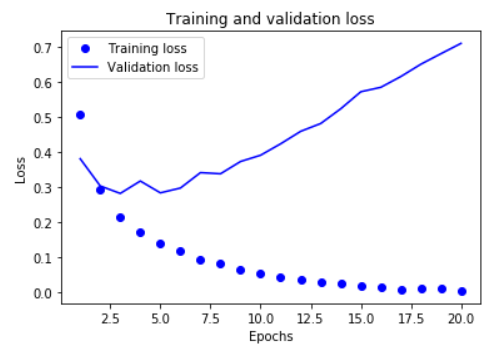 Training and validation loss
Training loss
Validation loss
0.7
0.6
0.5
0.4
0.3
0.2
0.1
0.0
Loss
2.5 5.0 7.5 10.0 12.5 15.0 17.5 20.0
Epochs